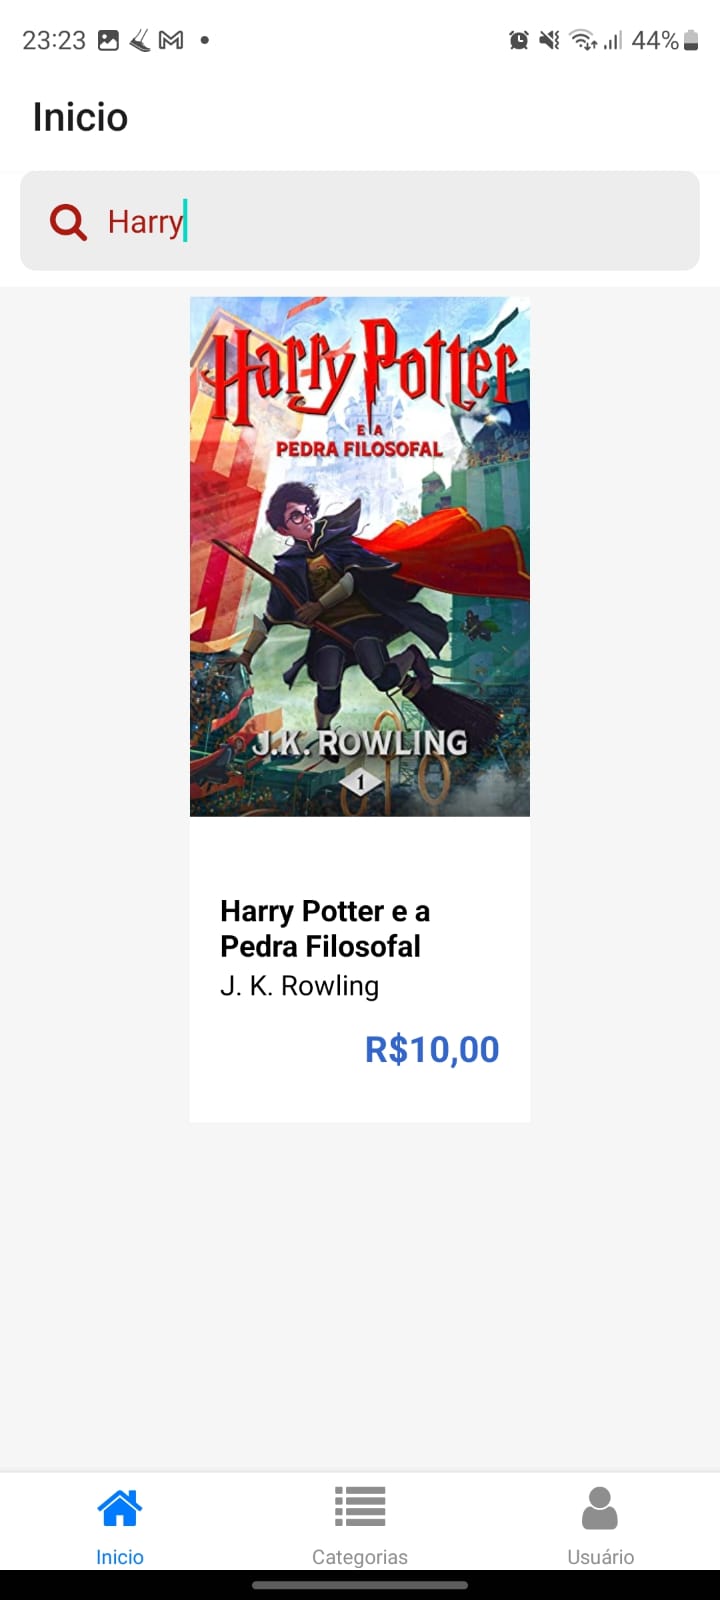 23:23
44%
Inicio
Harry
Harry Potter
E A
PEDRA FILOSOFAL
J.K. ROWLING
1
Harry Potter e a
Pedra Filosofal
J. K. Rowling
R$10,00
Inicio
Categorias
Usuário